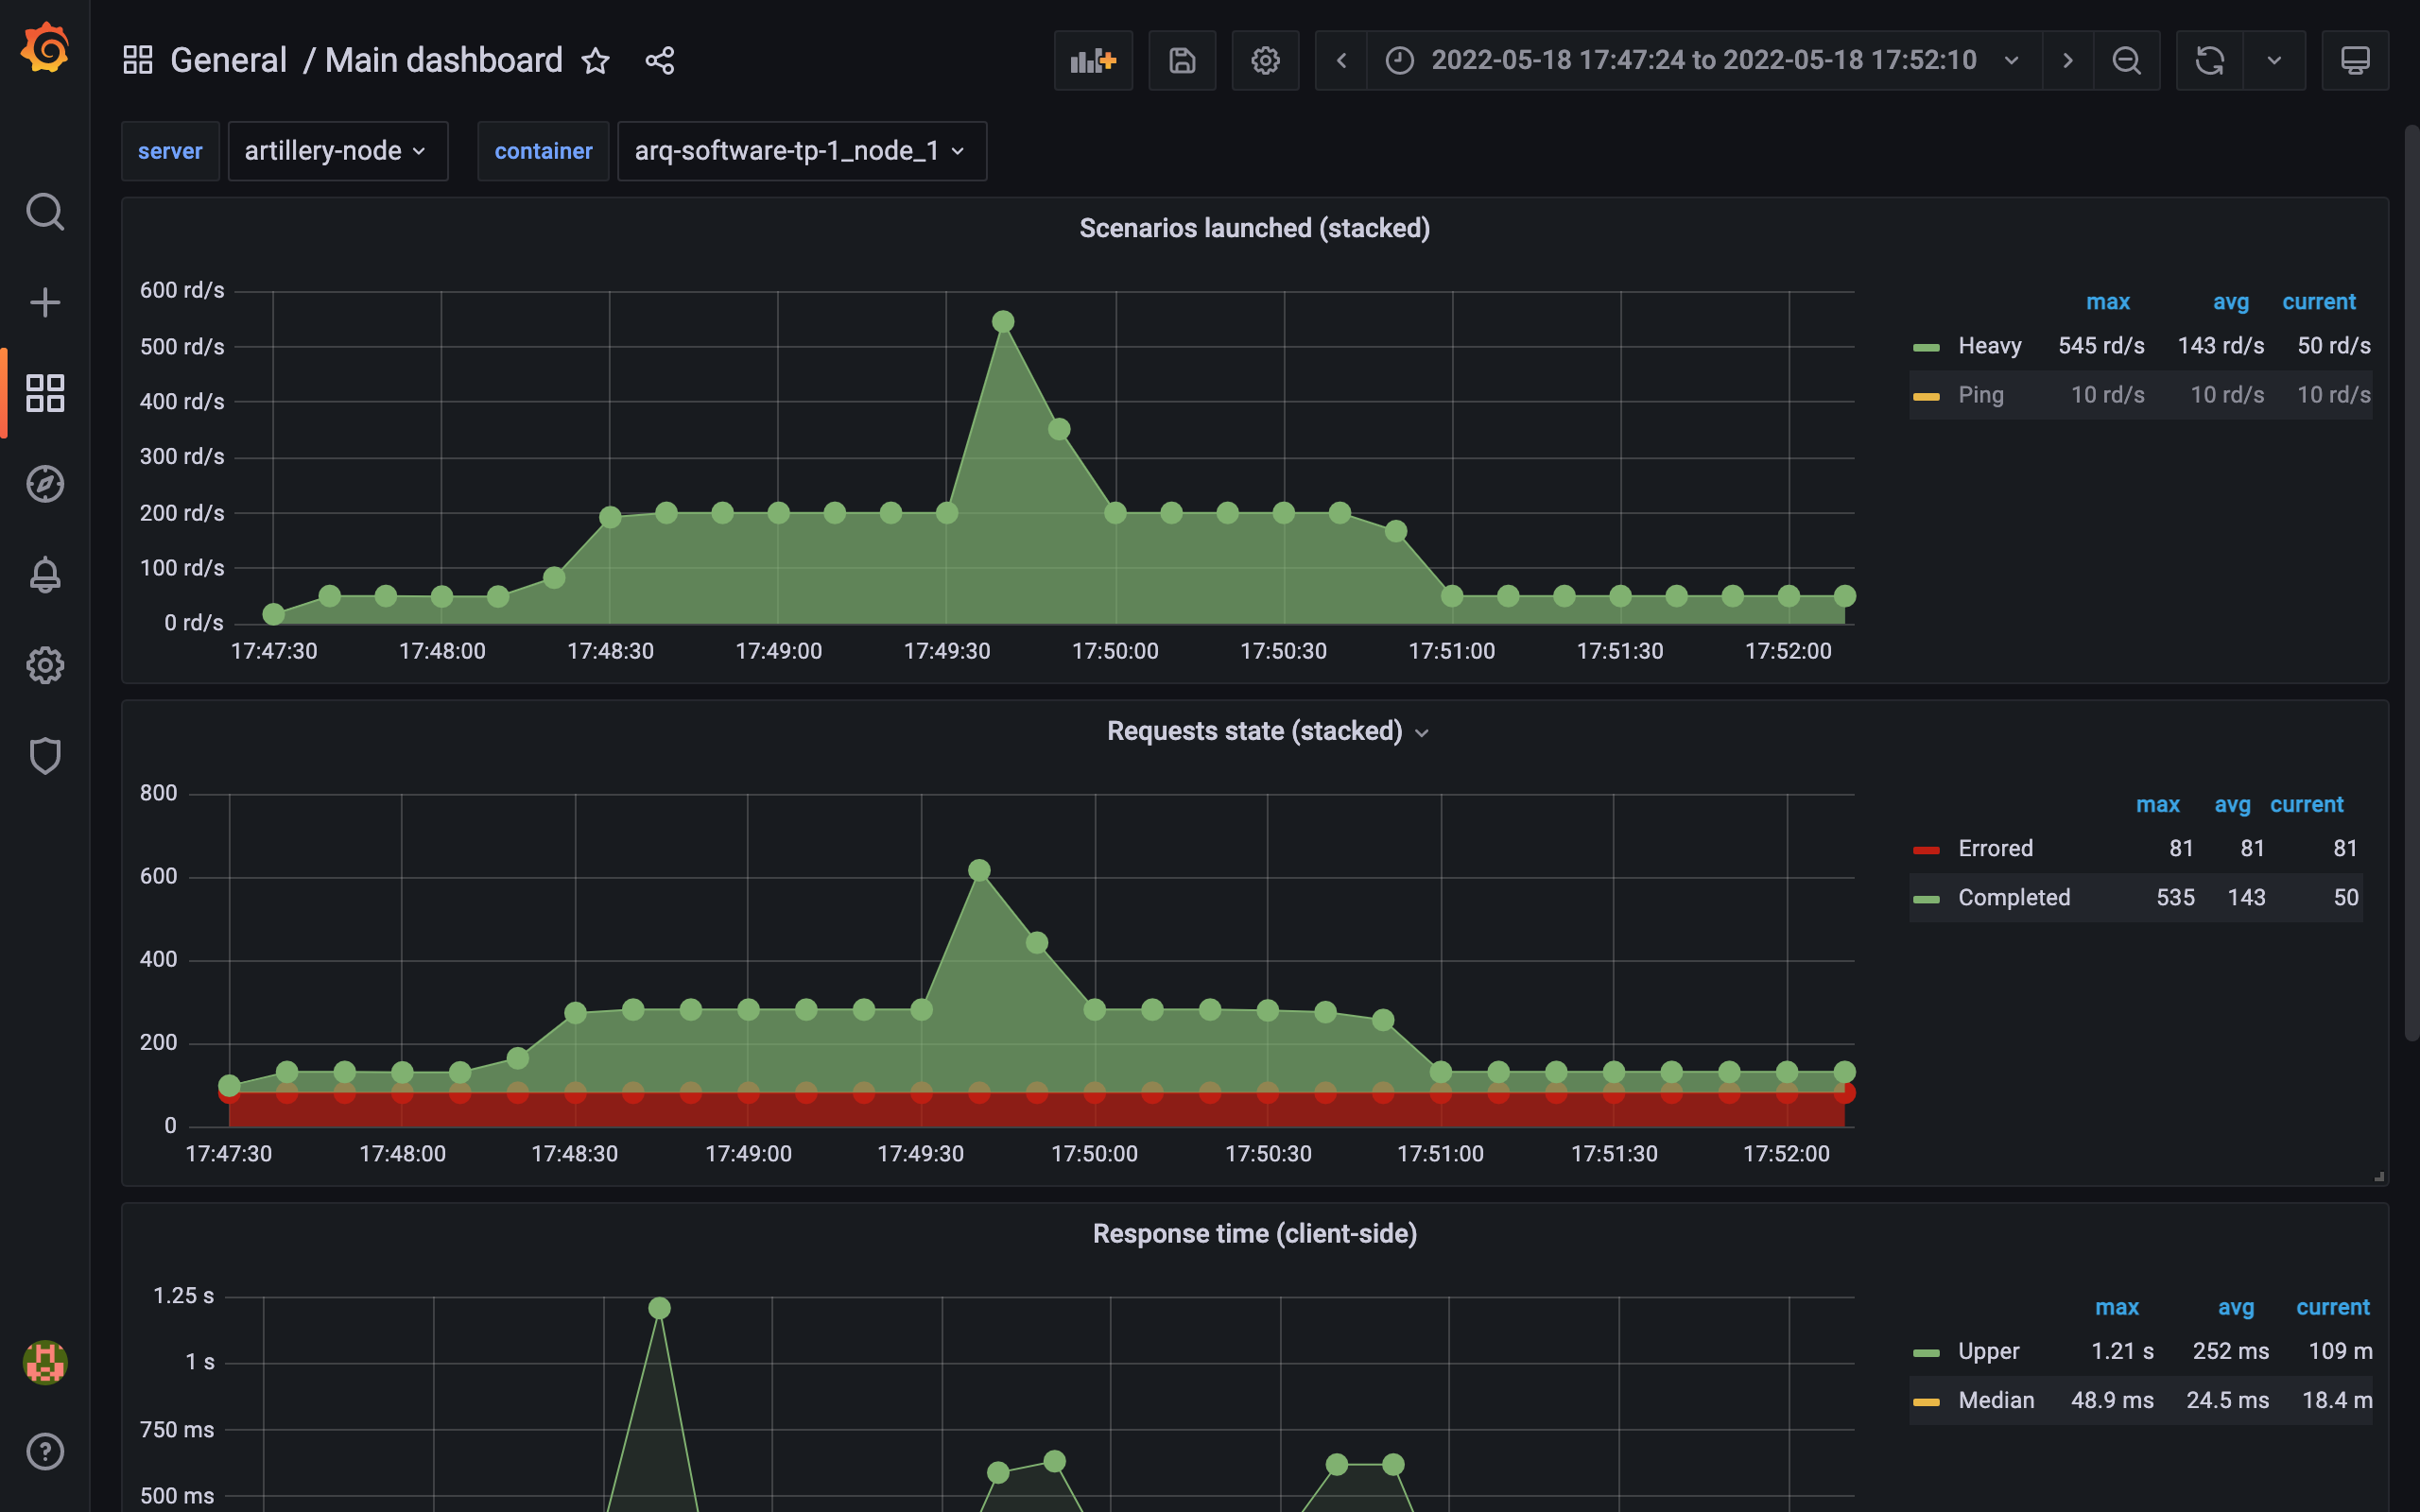 General / Main dashboard
2022-05-18 17:47:24 to 2022-05-18 17:52:10
server artillery-node container arq-software-tp-1_node_1
Scenarios launched (stacked)
600 rd/s
500 rd/s
400 rd/s
300 rd/s
200 rd/s
100 rd/s
0 rd/s
17:47:30 17:48:00 17:48:30 17:49:00 17:49:30 17:50:00 17:50:30 17:51:00 17:51:30 17:52:00
max avg current
Heavy 545 rd/s 143 rd/s 50 rd/s
Ping 10 rd/s 10 rd/s 10 rd/s
Requests state (stacked)
800
600
400
200
0
17:47:30 17:48:00 17:48:30 17:49:00 17:49:30 17:50:00 17:50:30 17:51:00 17:51:30 17:52:00
max avg current
Errored 81 81 81
Completed 535 143 50
Response time (client-side)
1.25 s
1 s
750 ms
500 ms
max avg current
Upper 1.21 s 252 ms 109 m
Median 48.9 ms 24.5 ms 18.4 m